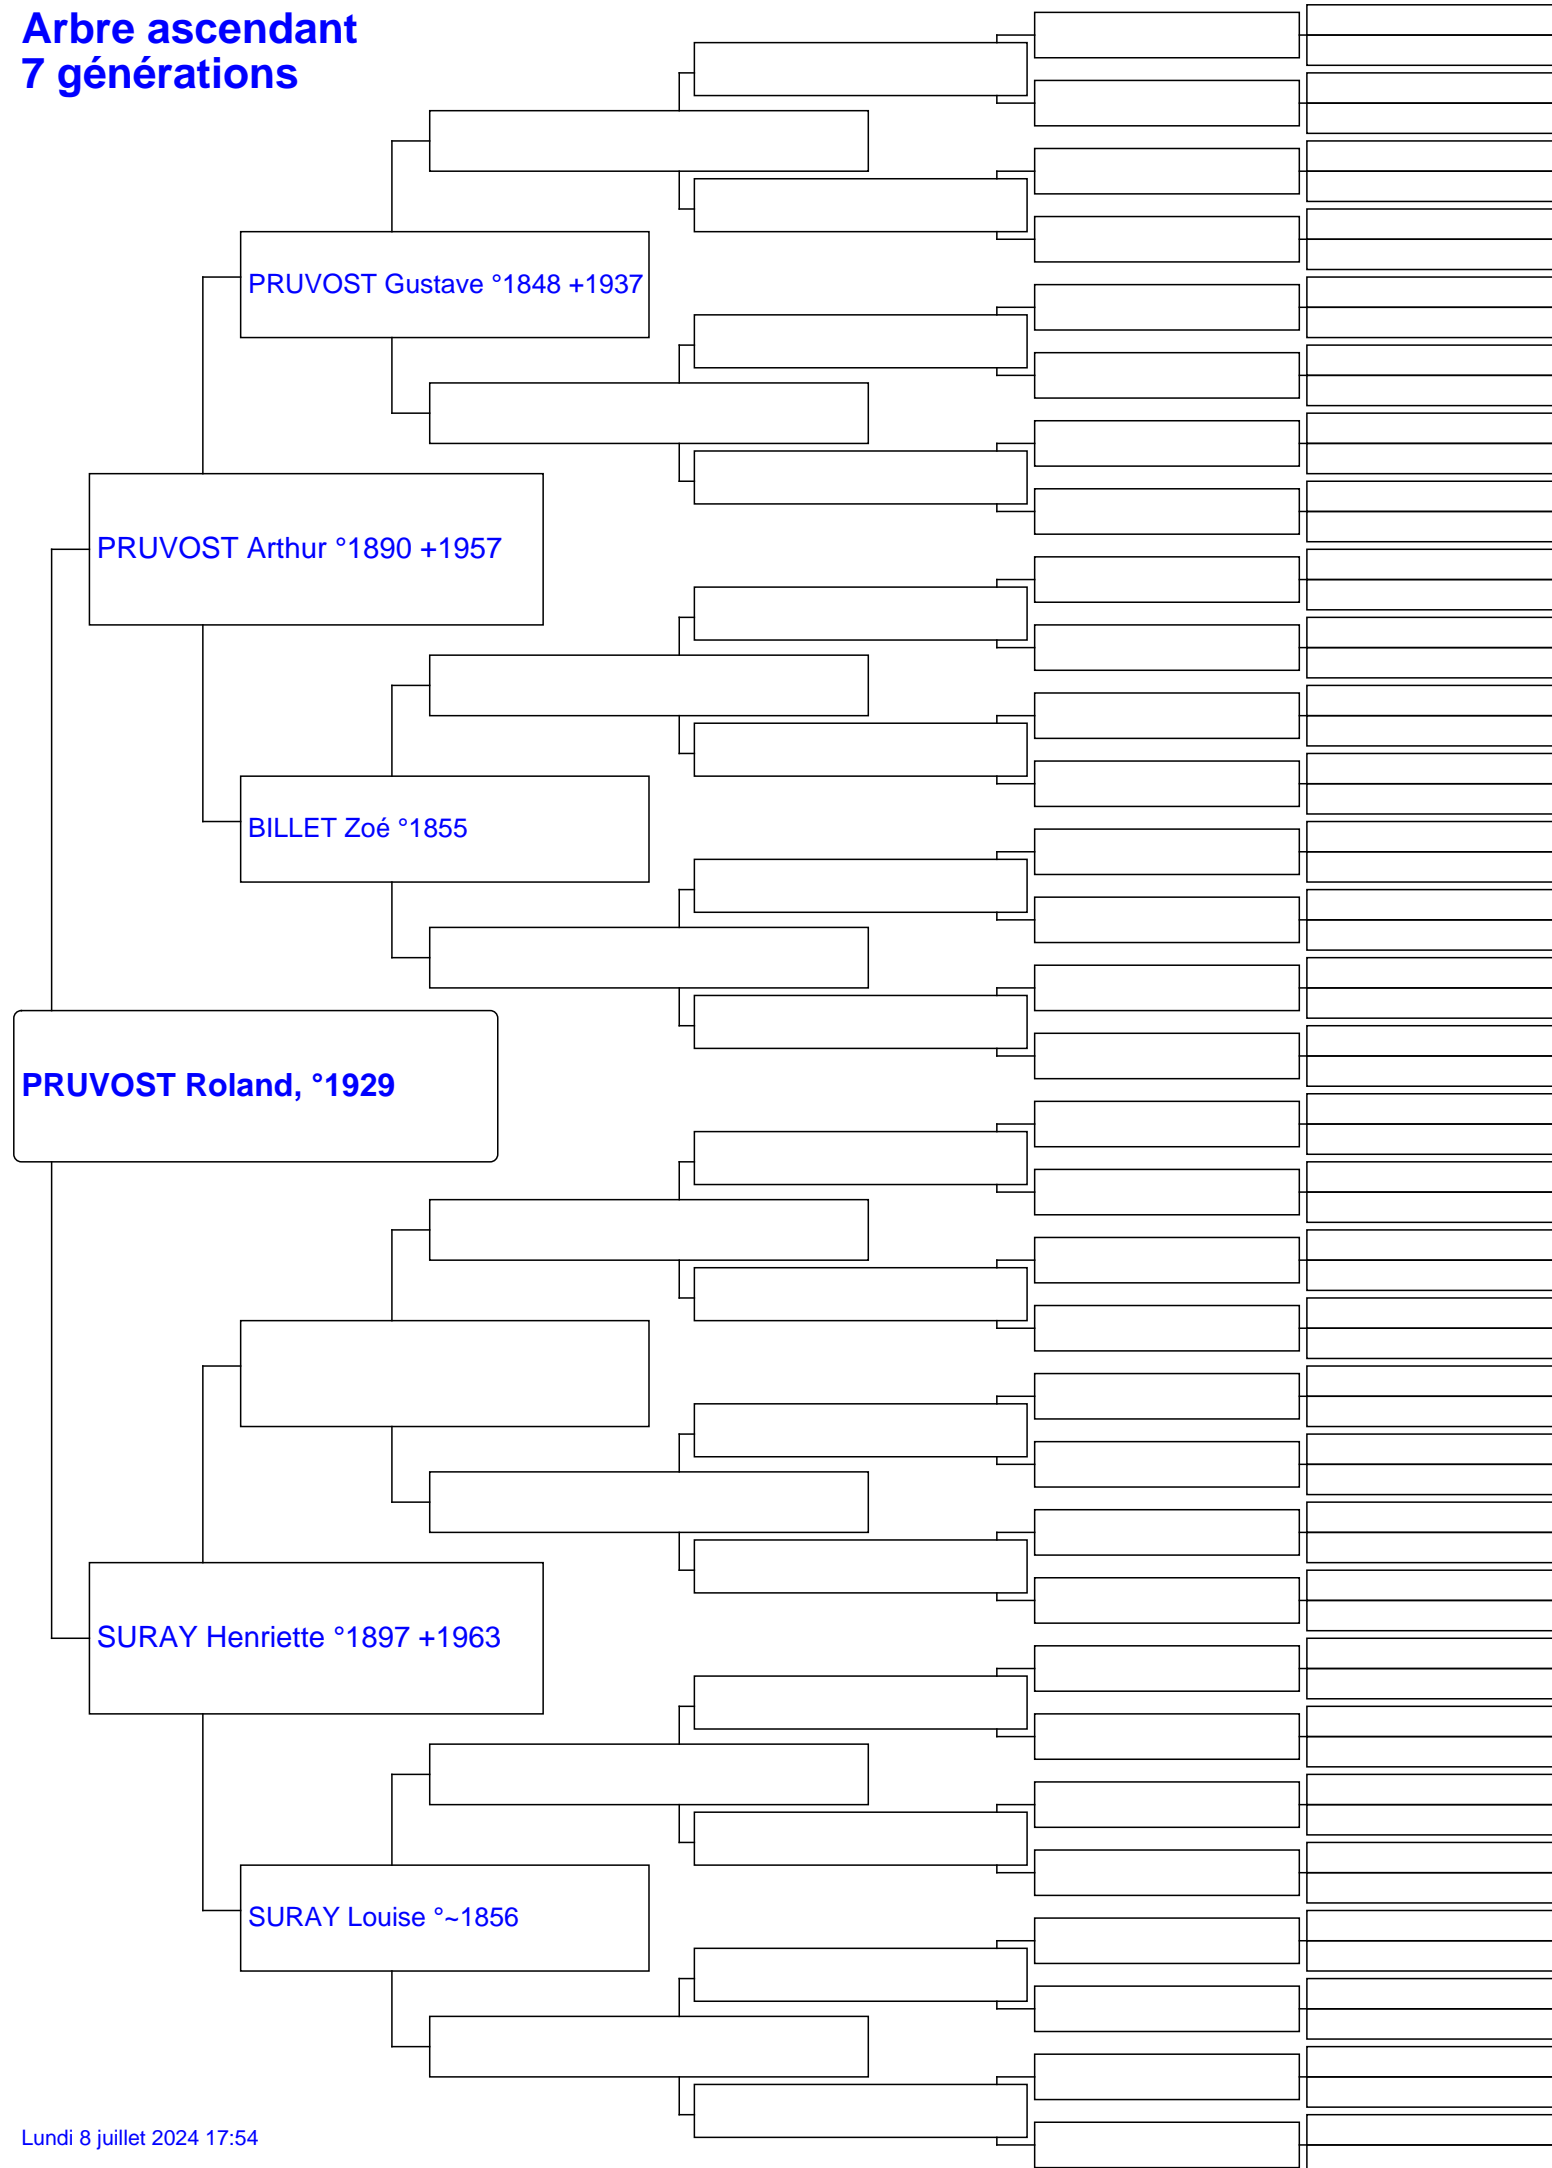 Arbre ascendant
7 générations
PRUVOST Gustave °1848 +1937
PRUVOST Arthur °1890 +1957
BILLET Zoé °1855
PRUVOST Roland, °1929
SURAY Henriette °1897 +1963
SURAY Louise °~1856
Lundi 8 juillet 2024 17:54